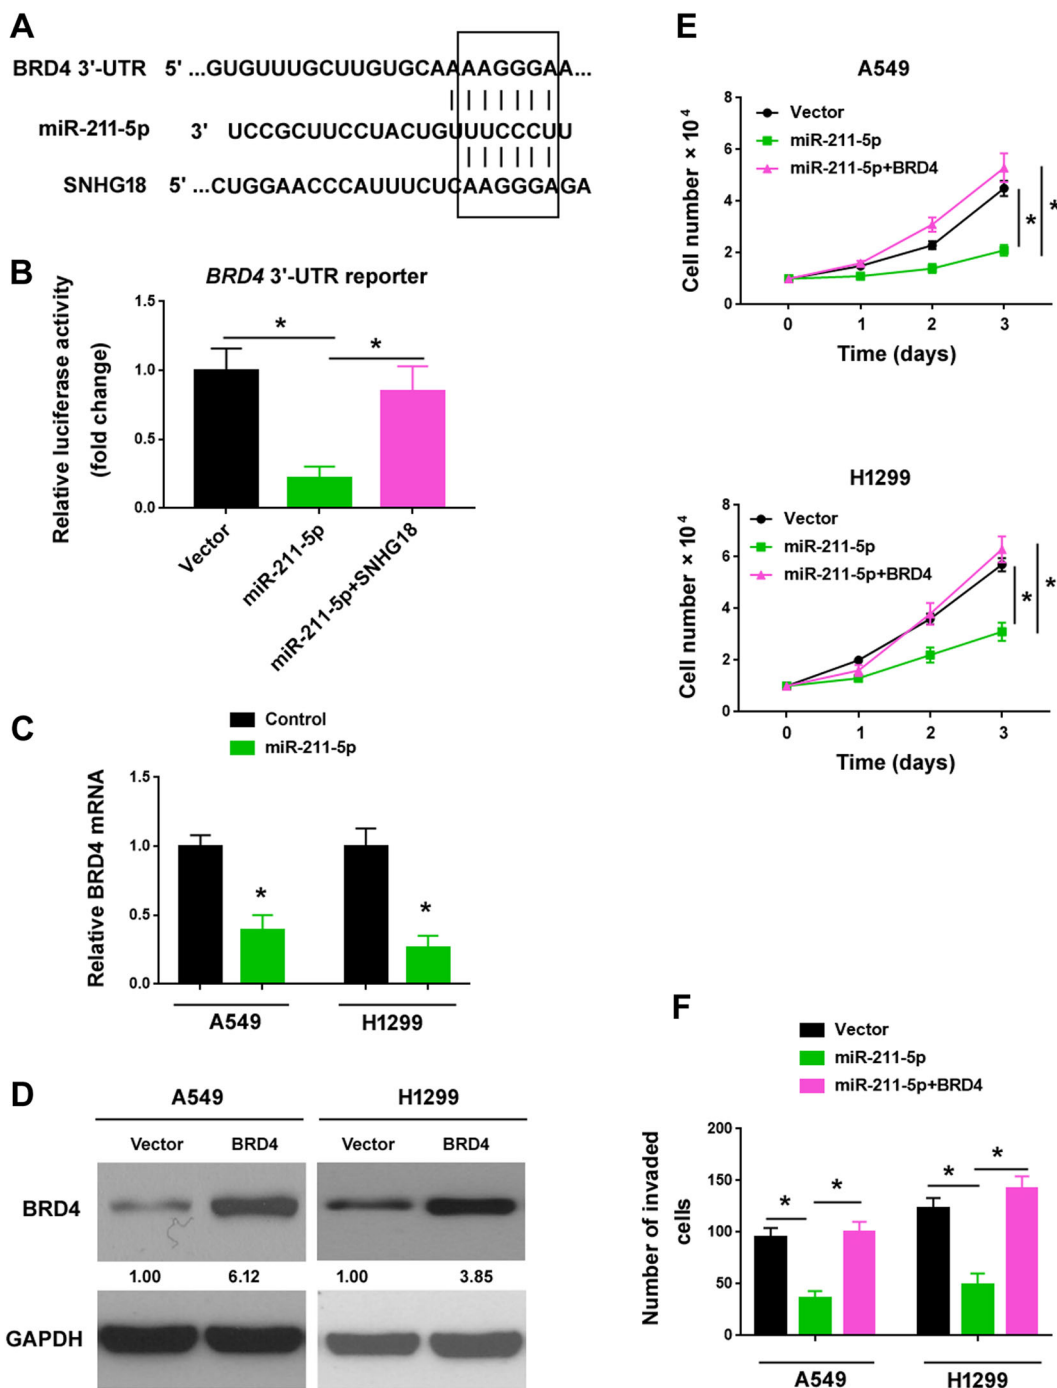 A
BRD4 3'-UTR 5' ...GUGUUUGCUUGUGCAAAAGGGAA...
miR-211-5p 3' UCCGCUUCCUACUGUUUCCCUU
SNHG18 5' ...CUGGAACCCAUUUCUCAAGGGAGA
B
BRD4 3'-UTR reporter
Relative luciferase activity
(fold change)
1.5
1.0
0.5
0.0
*
*
Vector
miR-211-5p
miR-211-5p+SNHG18
C
Control
miR-211-5p
Relative BRD4 mRNA
1.5
1.0
0.5
0.0
*
*
A549
H1299
D
A549
H1299
Vector
BRD4
Vector
BRD4
BRD4
1.00
6.12
1.00
3.85
GAPDH
E
A549
Vector
miR-211-5p
miR-211-5p+BRD4
Cell number × 10⁴
8
6
4
2
0
*
*
0
1
2
3
Time (days)
H1299
Vector
miR-211-5p
miR-211-5p+BRD4
Cell number × 10⁴
8
6
4
2
0
*
*
0
1
2
3
Time (days)
F
Vector
miR-211-5p
miR-211-5p+BRD4
Number of invaded
cells
200
150
100
50
0
*
*
*
*
A549
H1299